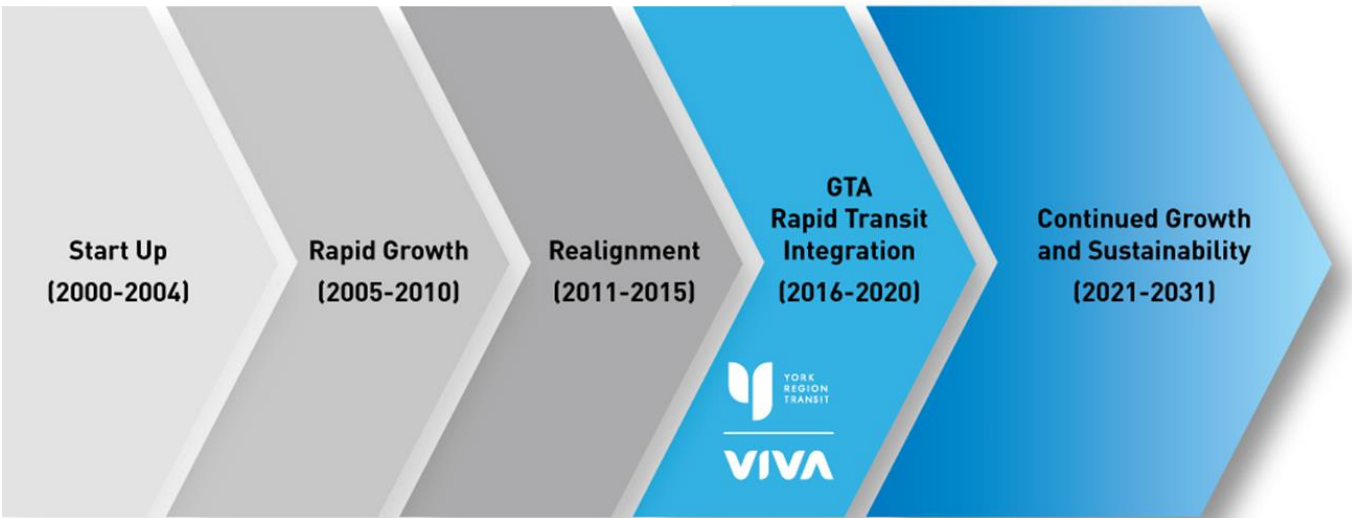 Start Up
(2000-2004)
Rapid Growth
(2005-2010)
Realignment
(2011-2015)
GTA
Rapid Transit
Integration
(2016-2020)
YORK
REGION
TRANSIT
VIVA
Continued Growth
and Sustainability
(2021-2031)